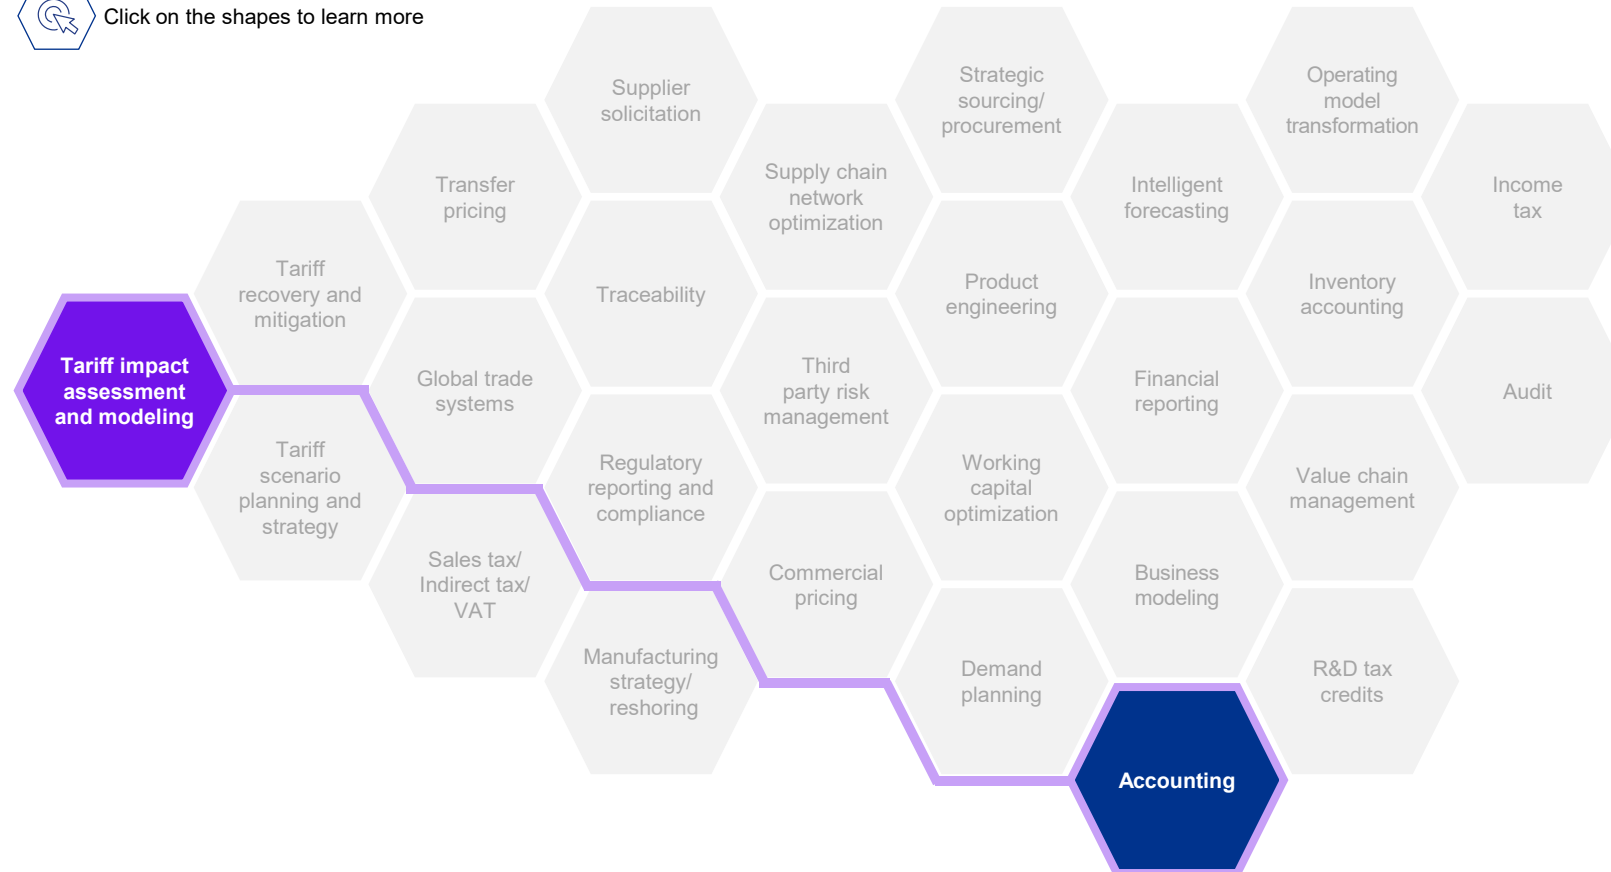 Click on the shapes to learn more
Supplier
solicitation
Strategic
sourcing/
procurement
Operating
model
transformation
Transfer
pricing
Supply chain
network
optimization
Intelligent
forecasting
Income
tax
Tariff
recovery and
mitigation
Traceability
Product
engineering
Inventory
accounting
Tariff impact
assessment
and modeling
Global trade
systems
Third
party risk
management
Financial
reporting
Audit
Tariff
scenario
planning and
strategy
Regulatory
reporting and
compliance
Working
capital
optimization
Value chain
management
Sales tax/
Indirect tax/
VAT
Commercial
pricing
Business
modeling
Manufacturing
strategy/
reshoring
Demand
planning
R&D tax
credits
Accounting